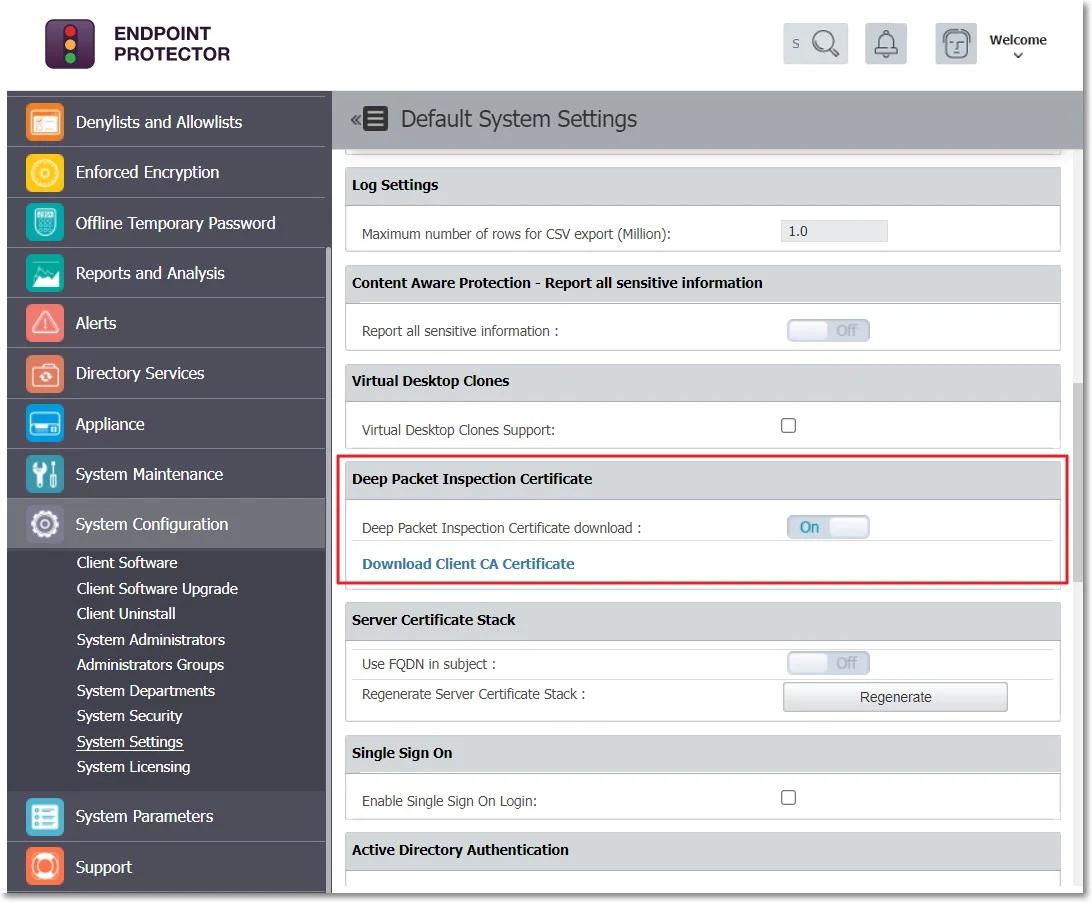 ENDPOINT
PROTECTOR
S
Welcome
Denylists and Allowlists
Enforced Encryption
Offline Temporary Password
Reports and Analysis
Alerts
Directory Services
Appliance
System Maintenance
System Configuration
Client Software
Client Software Upgrade
Client Uninstall
System Administrators
Administrators Groups
System Departments
System Security
System Settings
System Licensing
System Parameters
Support
Default System Settings
Log Settings
Maximum number of rows for CSV export (Million): 1.0
Content Aware Protection - Report all sensitive information
Report all sensitive information : Off
Virtual Desktop Clones
Virtual Desktop Clones Support:
Deep Packet Inspection Certificate
Deep Packet Inspection Certificate download : On
Download Client CA Certificate
Server Certificate Stack
Use FQDN in subject : Off
Regenerate Server Certificate Stack : Regenerate
Single Sign On
Enable Single Sign On Login:
Active Directory Authentication